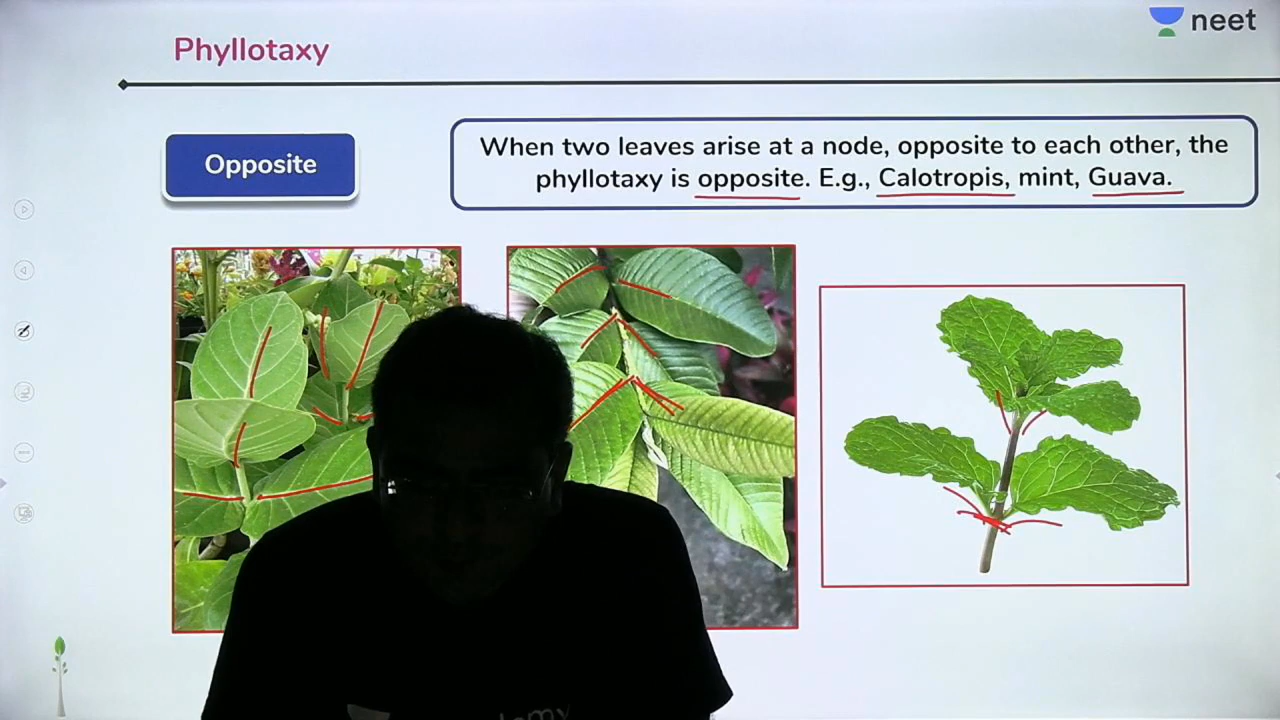 neet
Phyllotaxy
Opposite
When two leaves arise at a node, opposite to each other, the
phyllotaxy is opposite. E.g., Calotropis, mint, Guava.